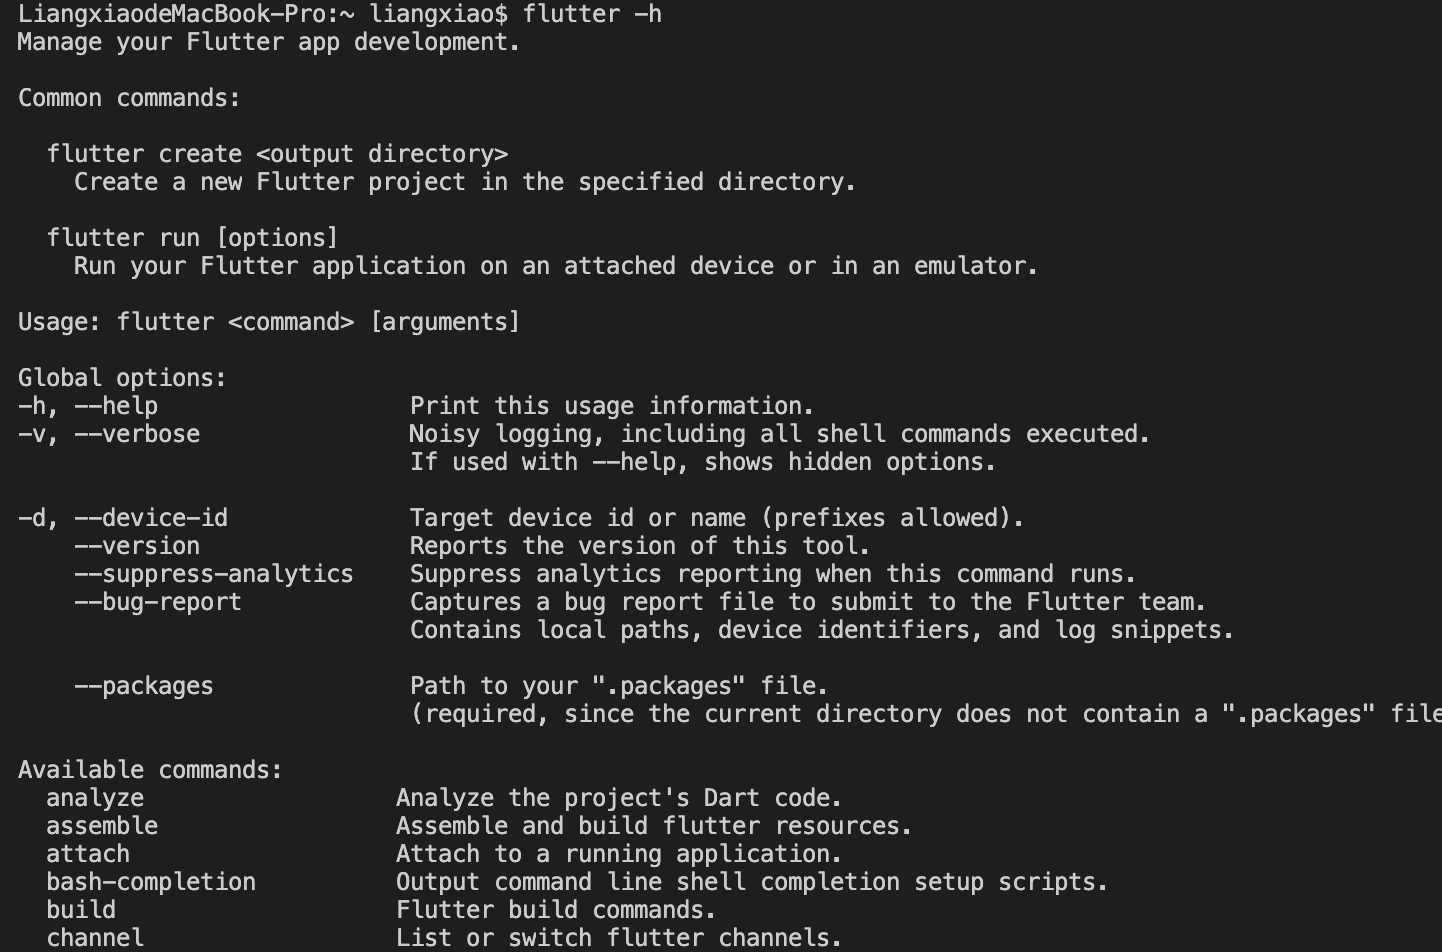 LiangxiaodeMacBook-Pro:~ liangxiao$ flutter -h
Manage your Flutter app development.
Common commands:
flutter create <output directory>
Create a new Flutter project in the specified directory.
flutter run [options]
Run your Flutter application on an attached device or in an emulator.
Usage: flutter <command> [arguments]
Global options:
-h, --help Print this usage information.
-v, --verbose Noisy logging, including all shell commands executed.
If used with --help, shows hidden options.
-d, --device-id Target device id or name (prefixes allowed).
--version Reports the version of this tool.
--suppress-analytics Suppress analytics reporting when this command runs.
--bug-report Captures a bug report file to submit to the Flutter team.
Contains local paths, device identifiers, and log snippets.
--packages Path to your ".packages" file.
(required, since the current directory does not contain a ".packages" file
Available commands:
analyze Analyze the project's Dart code.
assemble Assemble and build flutter resources.
attach Attach to a running application.
bash-completion Output command line shell completion setup scripts.
build Flutter build commands.
channel List or switch flutter channels.